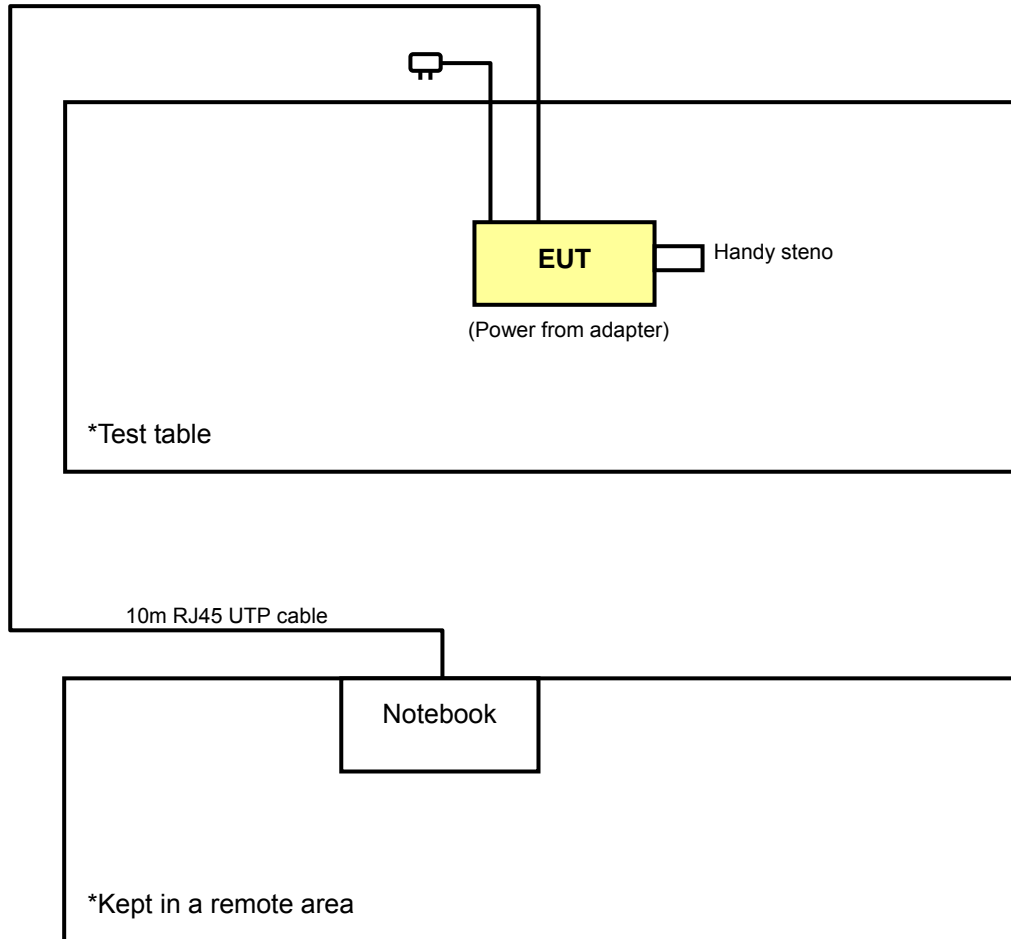 EUT
Handy steno
(Power from adapter)
*Test table
10m RJ45 UTP cable
Notebook
*Kept in a remote area